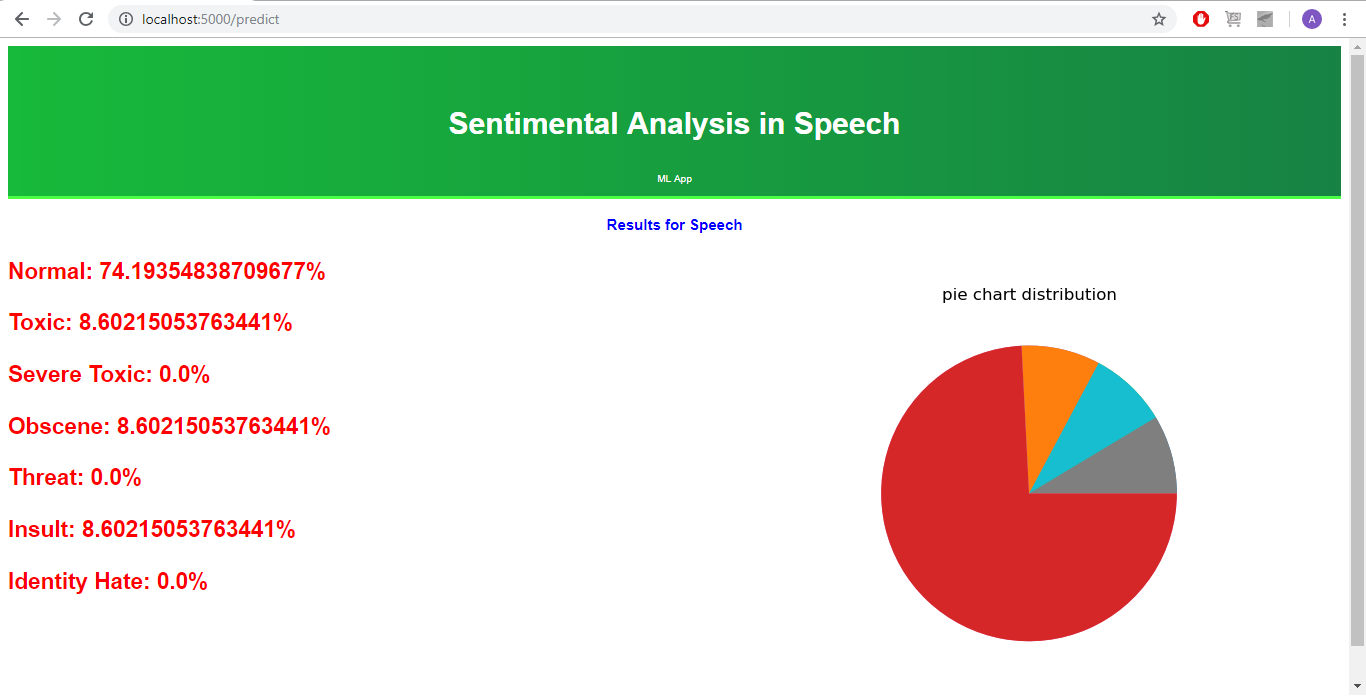 localhost:5000/predict
A
Sentimental Analysis in Speech
ML App
Results for Speech
Normal: 74.19354838709677%
Toxic: 8.60215053763441%
Severe Toxic: 0.0%
Obscene: 8.60215053763441%
Threat: 0.0%
Insult: 8.60215053763441%
Identity Hate: 0.0%
pie chart distribution